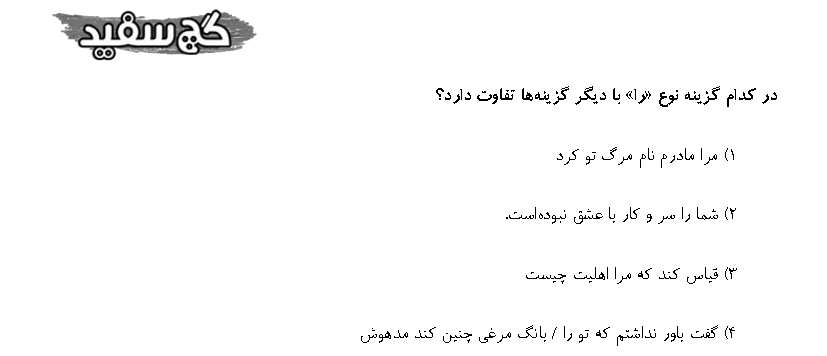 گچ سفید
در کدام گزینه نوع «را» با دیگر گزینه‌ها تفاوت دارد؟
۱) مرا مادرم نام مرگ تو کرد
۲) شما را سر و کار با عشق نبوده‌است.
۳) قیاس کند که مرا اهلیت چیست
۴) گفت باور نداشتم که تو را / بانگ مرغی چنین کند مدهوش